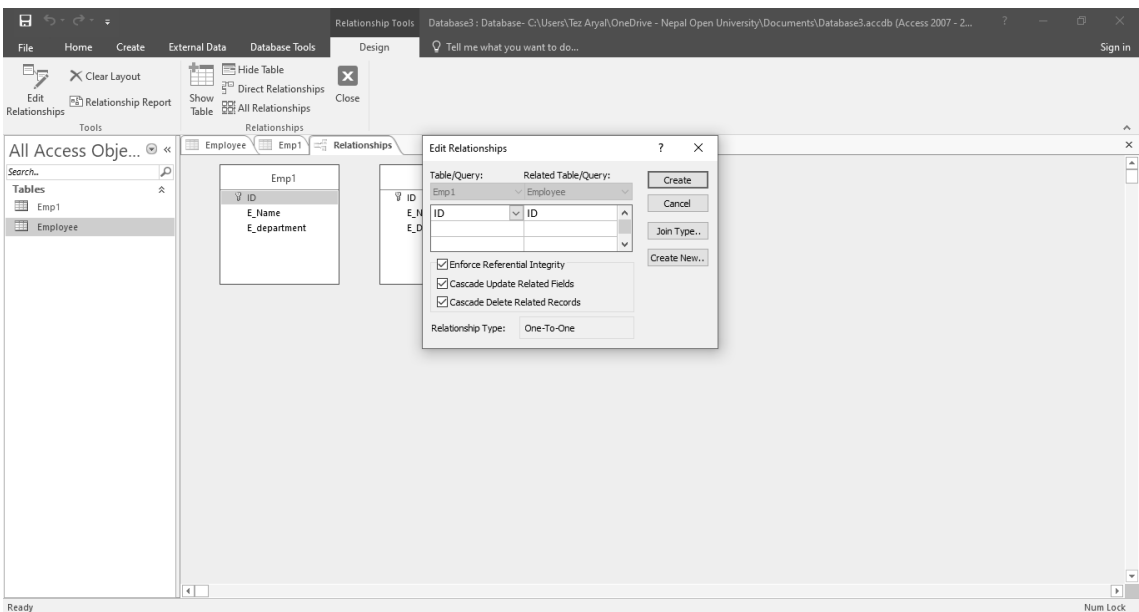 Relationship Tools
Database3 : Database- C:\Users\Tez Aryal\OneDrive - Nepal Open University\Documents\Database3.accdb (Access 2007 - 2...
File Home Create External Data Database Tools Design Tell me what you want to do... Sign in
Edit Relationships
Clear Layout
Relationship Report
Tools
Show Table
Hide Table
Direct Relationships
All Relationships
Relationships
Close
All Access Obje...
Search..
Tables
Emp1
Employee
Employee Emp1 Relationships
Emp1
ID
E_Name
E_department
ID
E_N
E_D
Edit Relationships ?
Table/Query: Related Table/Query:
Emp1 Employee
ID ID
Enforce Referential Integrity
Cascade Update Related Fields
Cascade Delete Related Records
Relationship Type: One-To-One
Create
Cancel
Join Type..
Create New..
Ready Num Lock